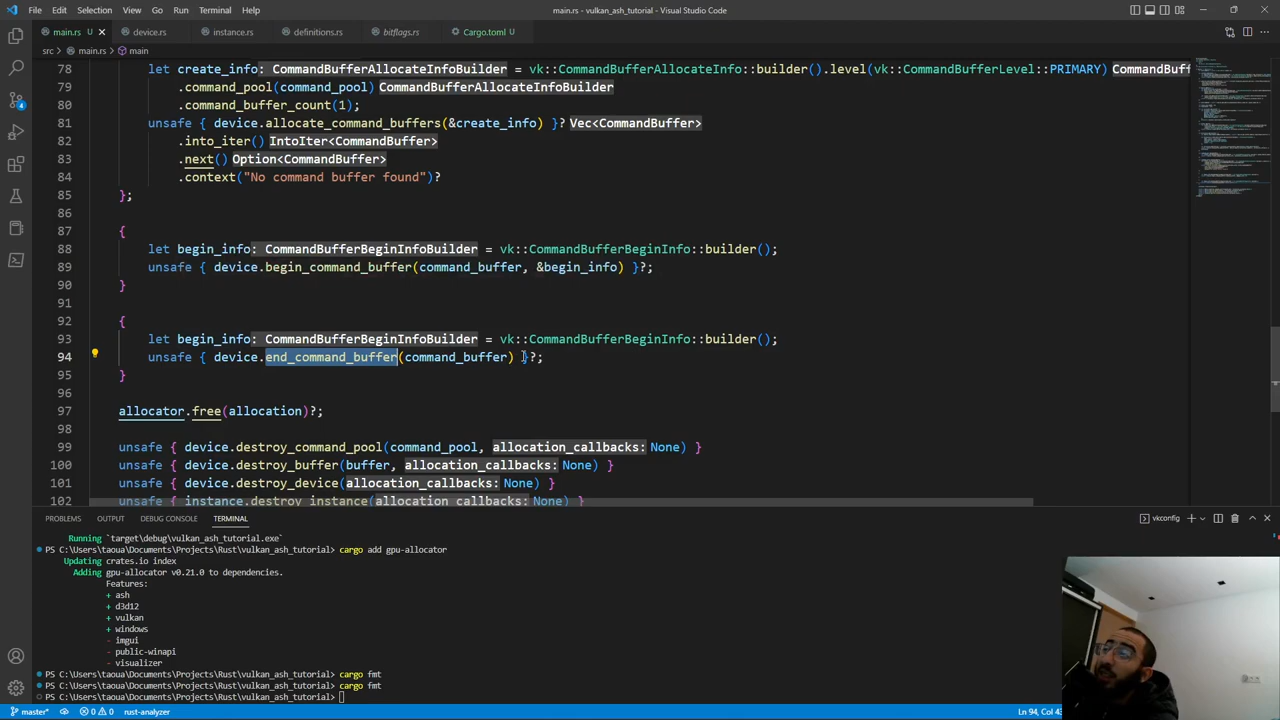 File Edit Selection View Go Run Terminal Help
main.rs - vulkan_ash_tutorial - Visual Studio Code
main.rs device.rs instance.rs definitions.rs bitflags.rs Cargo.toml
src > main.rs > main
78 let create_info: CommandBufferAllocateInfoBuilder = vk::CommandBufferAllocateInfo::builder().level(vk::CommandBufferLevel::PRIMARY) CommandBuff
79 .command_pool(command_pool) CommandBufferAllocateInfoBuilder
80 .command_buffer_count(1);
81 unsafe { device.allocate_command_buffers(&create_info) }? Vec<CommandBuffer>
82 .into_iter() IntoIter<CommandBuffer>
83 .next() Option<CommandBuffer>
84 .context("No command buffer found")?
85 };
86
87 {
88 let begin_info: CommandBufferBeginInfoBuilder = vk::CommandBufferBeginInfo::builder();
89 unsafe { device.begin_command_buffer(command_buffer, &begin_info) }?;
90 }
91
92 {
93 let begin_info: CommandBufferBeginInfoBuilder = vk::CommandBufferBeginInfo::builder();
94 unsafe { device.end_command_buffer(command_buffer) }?;
95 }
96
97 allocator.free(allocation)?;
98
99 unsafe { device.destroy_command_pool(command_pool, allocation_callbacks: None) }
100 unsafe { device.destroy_buffer(buffer, allocation_callbacks: None) }
101 unsafe { device.destroy_device(allocation_callbacks: None) }
102 unsafe { instance.destroy_instance(allocation_callbacks: None) }
PROBLEMS OUTPUT DEBUG CONSOLE TERMINAL vkconfig
Running `target\debug\vulkan_ash_tutorial.exe`
PS C:\Users\taoua\Documents\Projects\Rust\vulkan_ash_tutorial> cargo add gpu-allocator
Updating crates.io index
Adding gpu-allocator v0.21.0 to dependencies.
Features:
+ ash
+ d3d12
+ vulkan
+ windows
- imgui
- public-winapi
- visualizer
PS C:\Users\taoua\Documents\Projects\Rust\vulkan_ash_tutorial> cargo fmt
PS C:\Users\taoua\Documents\Projects\Rust\vulkan_ash_tutorial> cargo fmt
PS C:\Users\taoua\Documents\Projects\Rust\vulkan_ash_tutorial>
master* 0 0 rust-analyzer Ln 94, Col 43